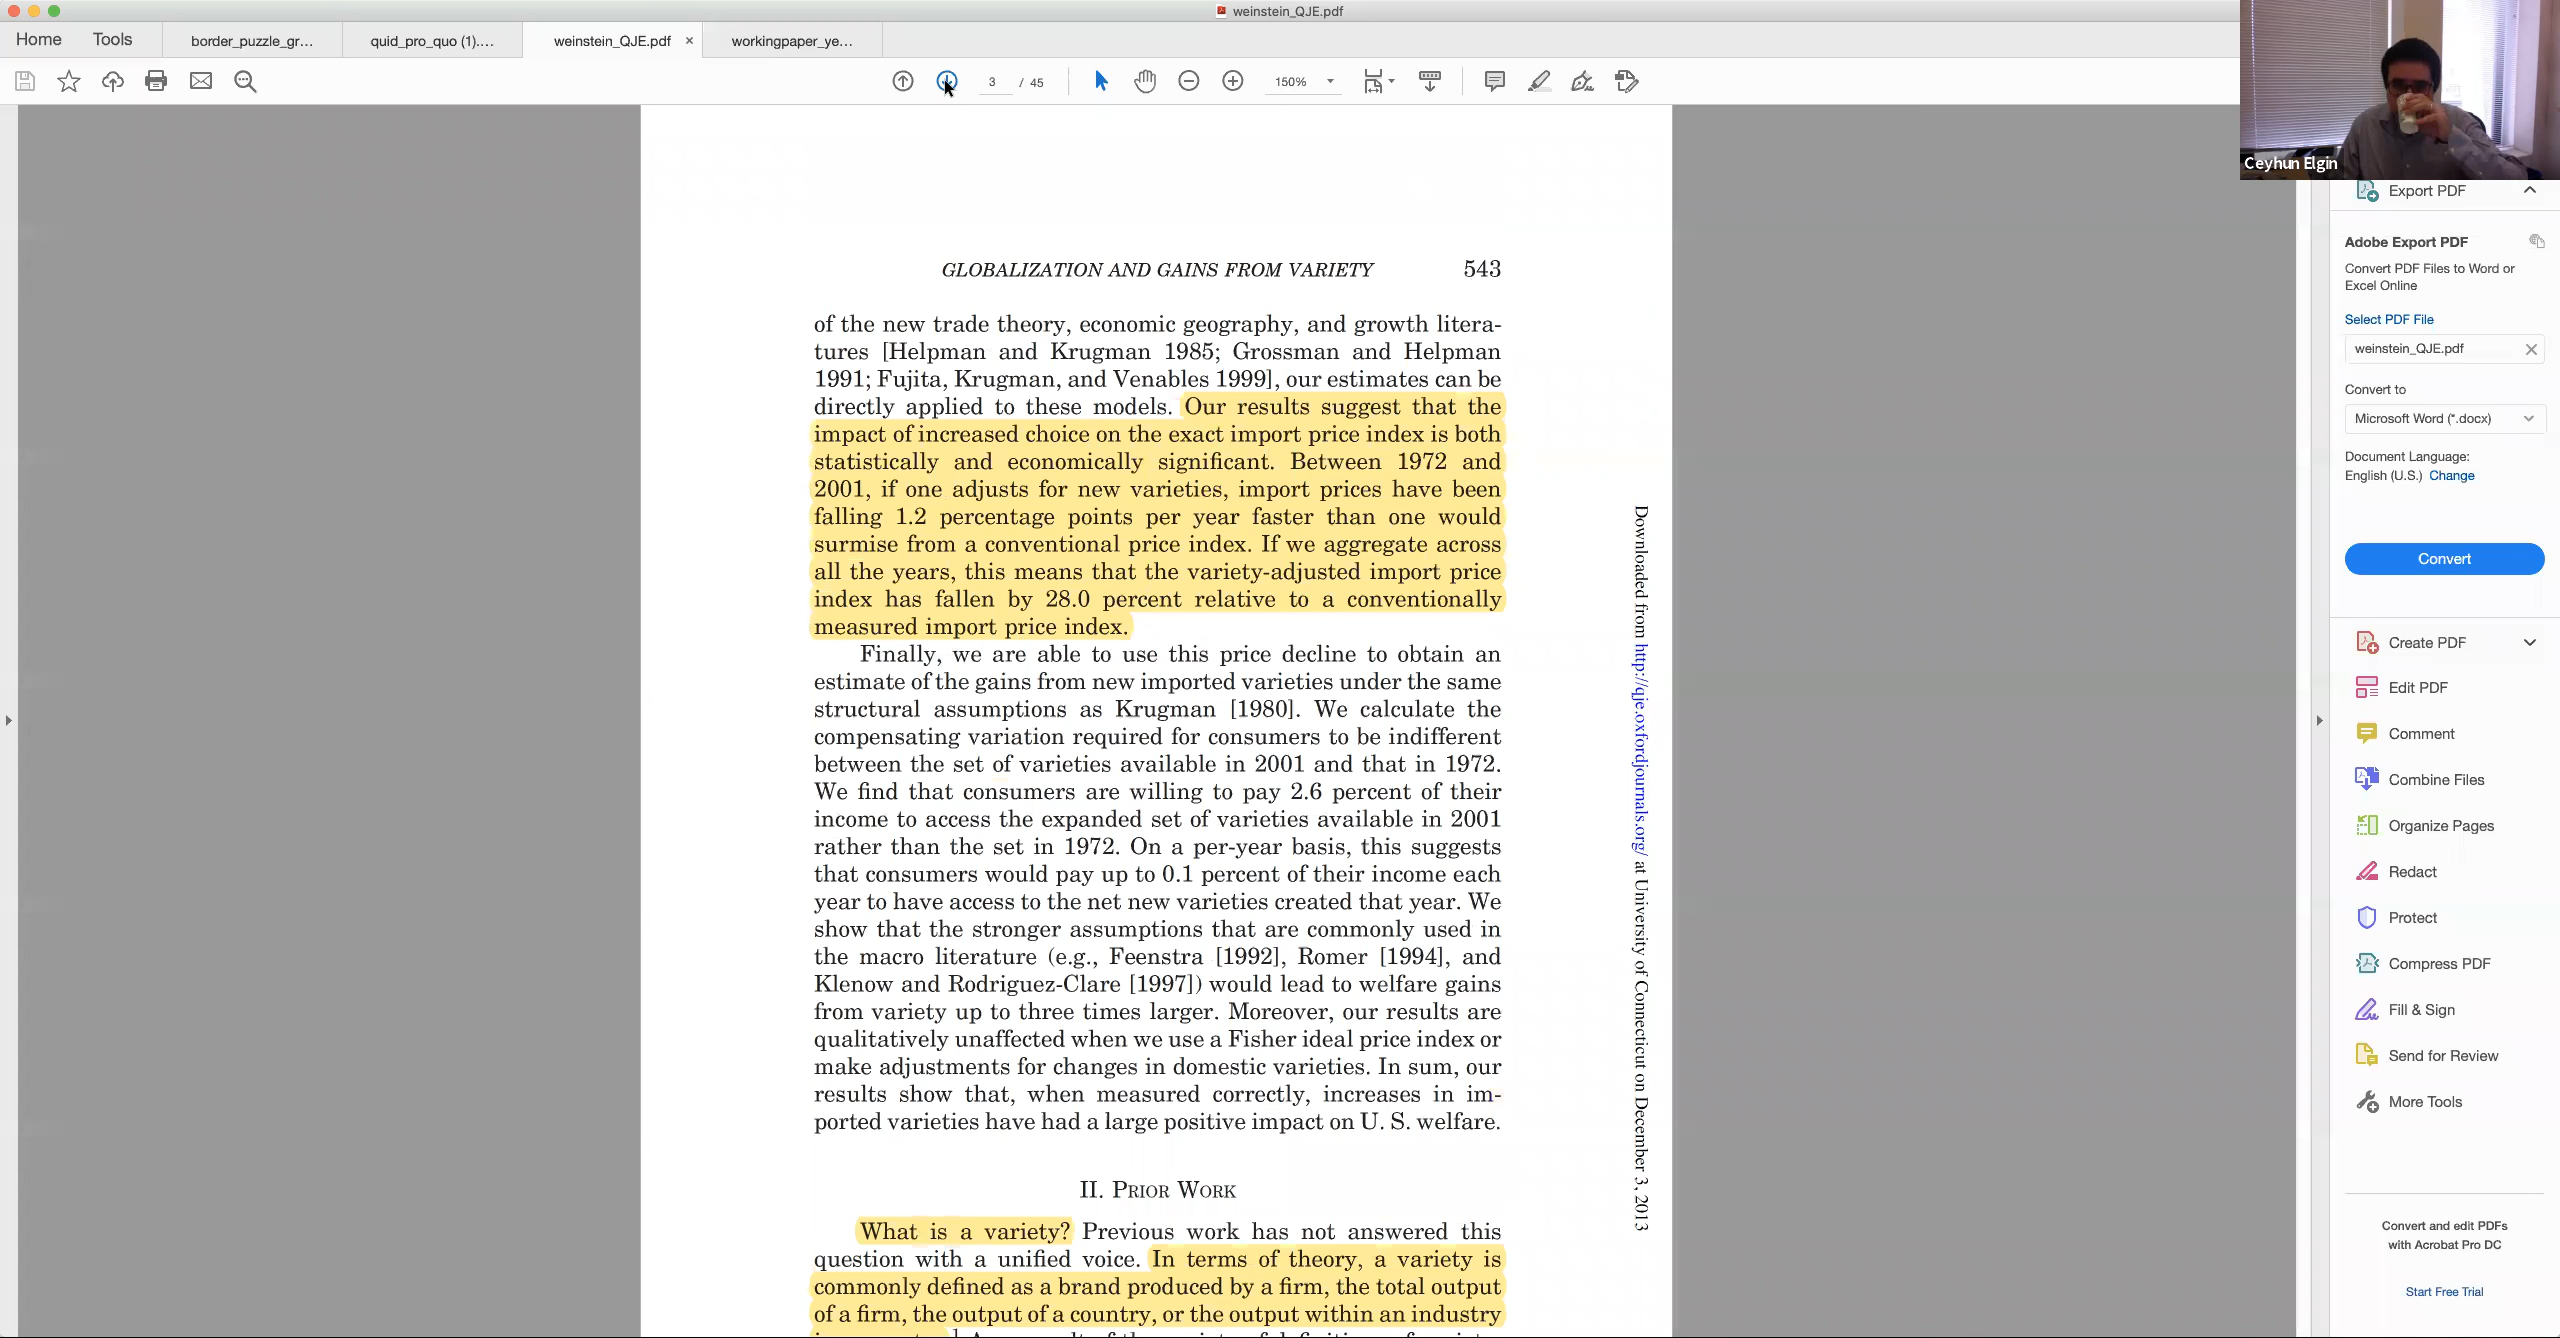 weinstein_QJE.pdf
Home
Tools
border_puzzle_gr...
quid_pro_quo (1)....
weinstein_QJE.pdf
workingpaper_ye...
3 / 45
150%
Ceyhun Elgin
GLOBALIZATION AND GAINS FROM VARIETY 543
of the new trade theory, economic geography, and growth litera-
tures [Helpman and Krugman 1985; Grossman and Helpman
1991; Fujita, Krugman, and Venables 1999], our estimates can be
directly applied to these models. Our results suggest that the
impact of increased choice on the exact import price index is both
statistically and economically significant. Between 1972 and
2001, if one adjusts for new varieties, import prices have been
falling 1.2 percentage points per year faster than one would
surmise from a conventional price index. If we aggregate across
all the years, this means that the variety-adjusted import price
index has fallen by 28.0 percent relative to a conventionally
measured import price index.
Finally, we are able to use this price decline to obtain an
estimate of the gains from new imported varieties under the same
structural assumptions as Krugman [1980]. We calculate the
compensating variation required for consumers to be indifferent
between the set of varieties available in 2001 and that in 1972.
We find that consumers are willing to pay 2.6 percent of their
income to access the expanded set of varieties available in 2001
rather than the set in 1972. On a per-year basis, this suggests
that consumers would pay up to 0.1 percent of their income each
year to have access to the net new varieties created that year. We
show that the stronger assumptions that are commonly used in
the macro literature (e.g., Feenstra [1992], Romer [1994], and
Klenow and Rodriguez-Clare [1997]) would lead to welfare gains
from variety up to three times larger. Moreover, our results are
qualitatively unaffected when we use a Fisher ideal price index or
make adjustments for changes in domestic varieties. In sum, our
results show that, when measured correctly, increases in im-
ported varieties have had a large positive impact on U. S. welfare.
II. PRIOR WORK
What is a variety? Previous work has not answered this
question with a unified voice. In terms of theory, a variety is
commonly defined as a brand produced by a firm, the total output
of a firm, the output of a country, or the output within an industry
Downloaded from http://qje.oxfordjournals.org/ at University of Connecticut on December 3, 2013
Export PDF
Adobe Export PDF
Convert PDF Files to Word or
Excel Online
Select PDF File
weinstein_QJE.pdf
Convert to
Microsoft Word (*.docx)
Document Language:
English (U.S.) Change
Convert
Create PDF
Edit PDF
Comment
Combine Files
Organize Pages
Redact
Protect
Compress PDF
Fill & Sign
Send for Review
More Tools
Convert and edit PDFs
with Acrobat Pro DC
Start Free Trial